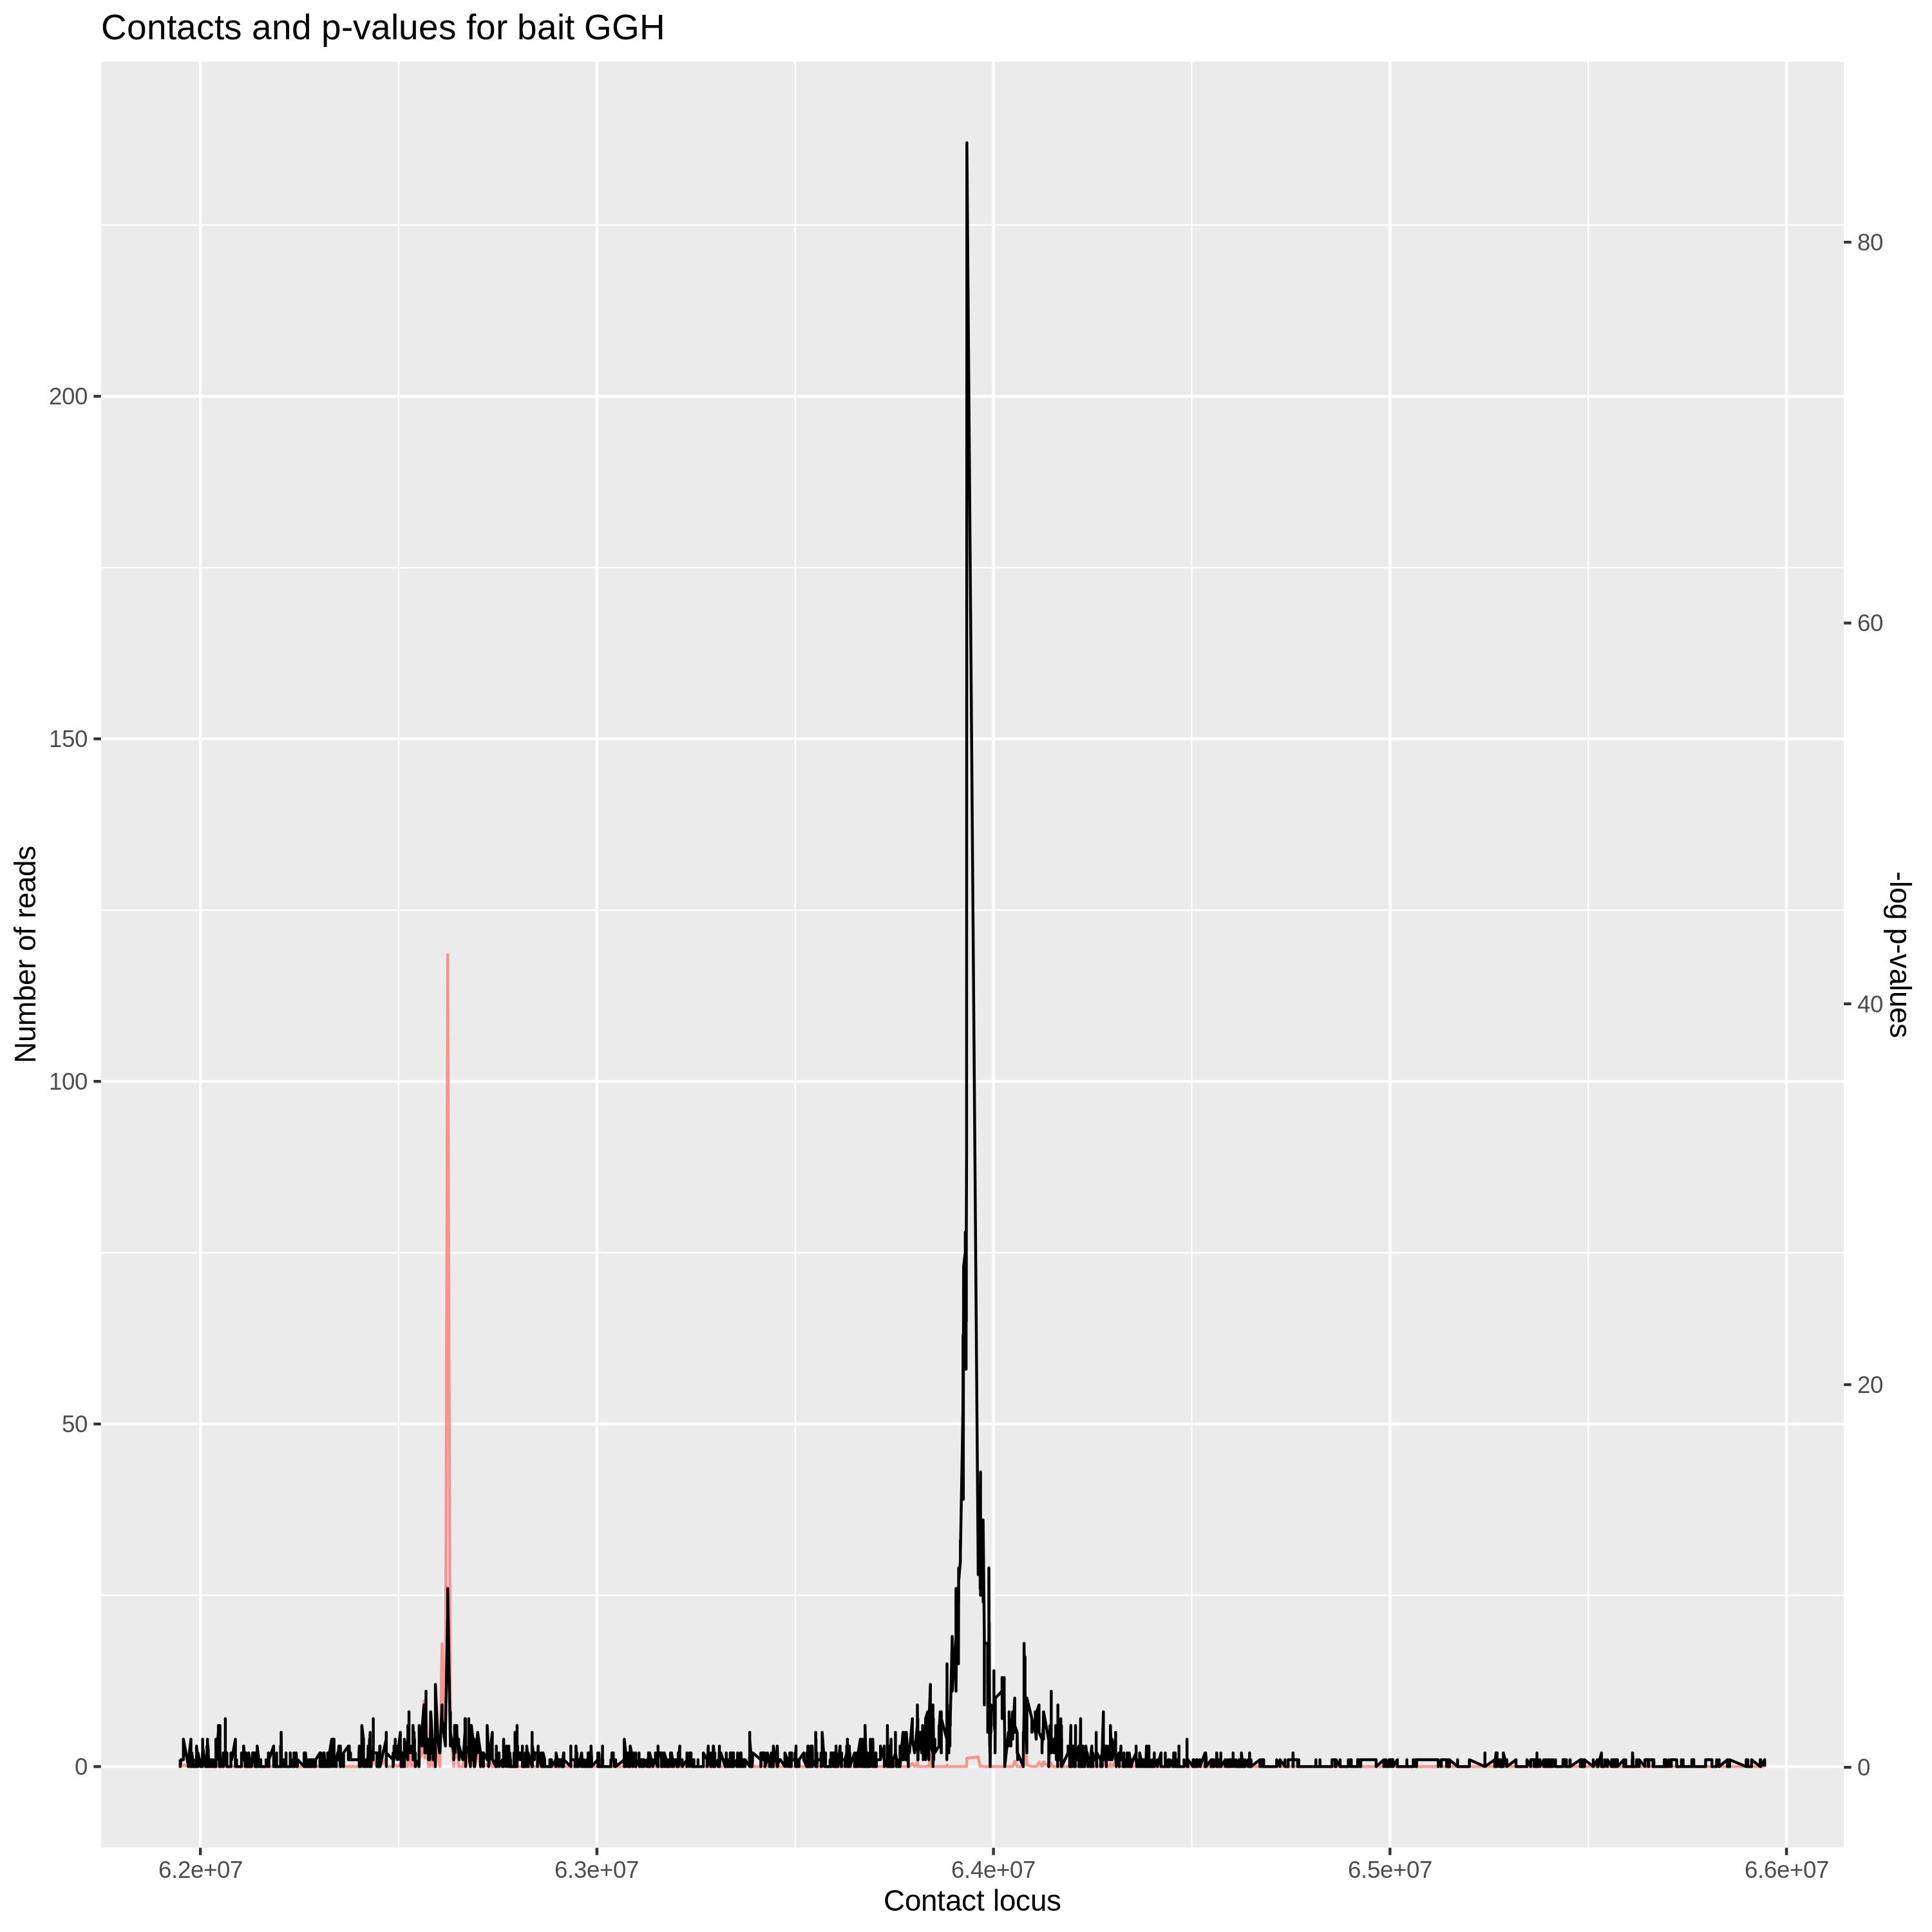 Contacts and p-values for bait GGH
Number of reads
200
150
100
50
0
80
60
40
20
0
-log p-values
6.2e+07 6.3e+07 6.4e+07 6.5e+07 6.6e+07
Contact locus